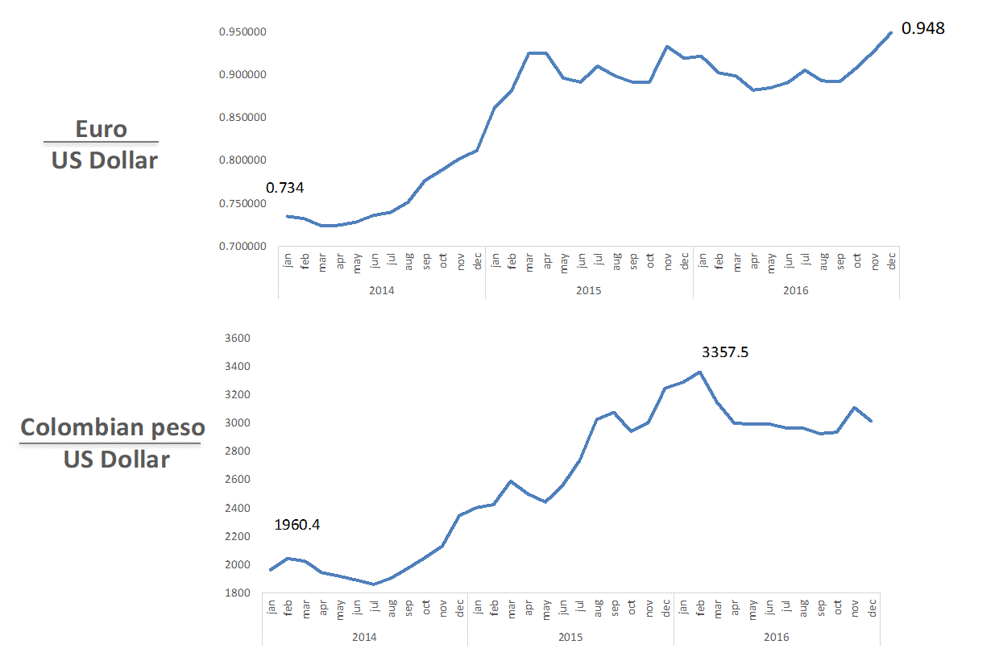 Euro
US Dollar
0.950000
0.900000
0.850000
0.800000
0.750000
0.700000
0.734
0.948
jan feb mar apr may jun jul aug sep oct nov dec jan feb mar apr may jun jul aug sep oct nov dec jan feb mar apr may jun jul aug sep oct nov dec
2014 2015 2016
Colombian peso
US Dollar
3600
3400
3200
3000
2800
2600
2400
2200
2000
1800
1960.4
3357.5
jan feb mar apr may jun jul aug sep oct nov dec jan feb mar apr may jun jul aug sep oct nov dec jan feb mar apr may jun jul aug sep oct nov dec
2014 2015 2016